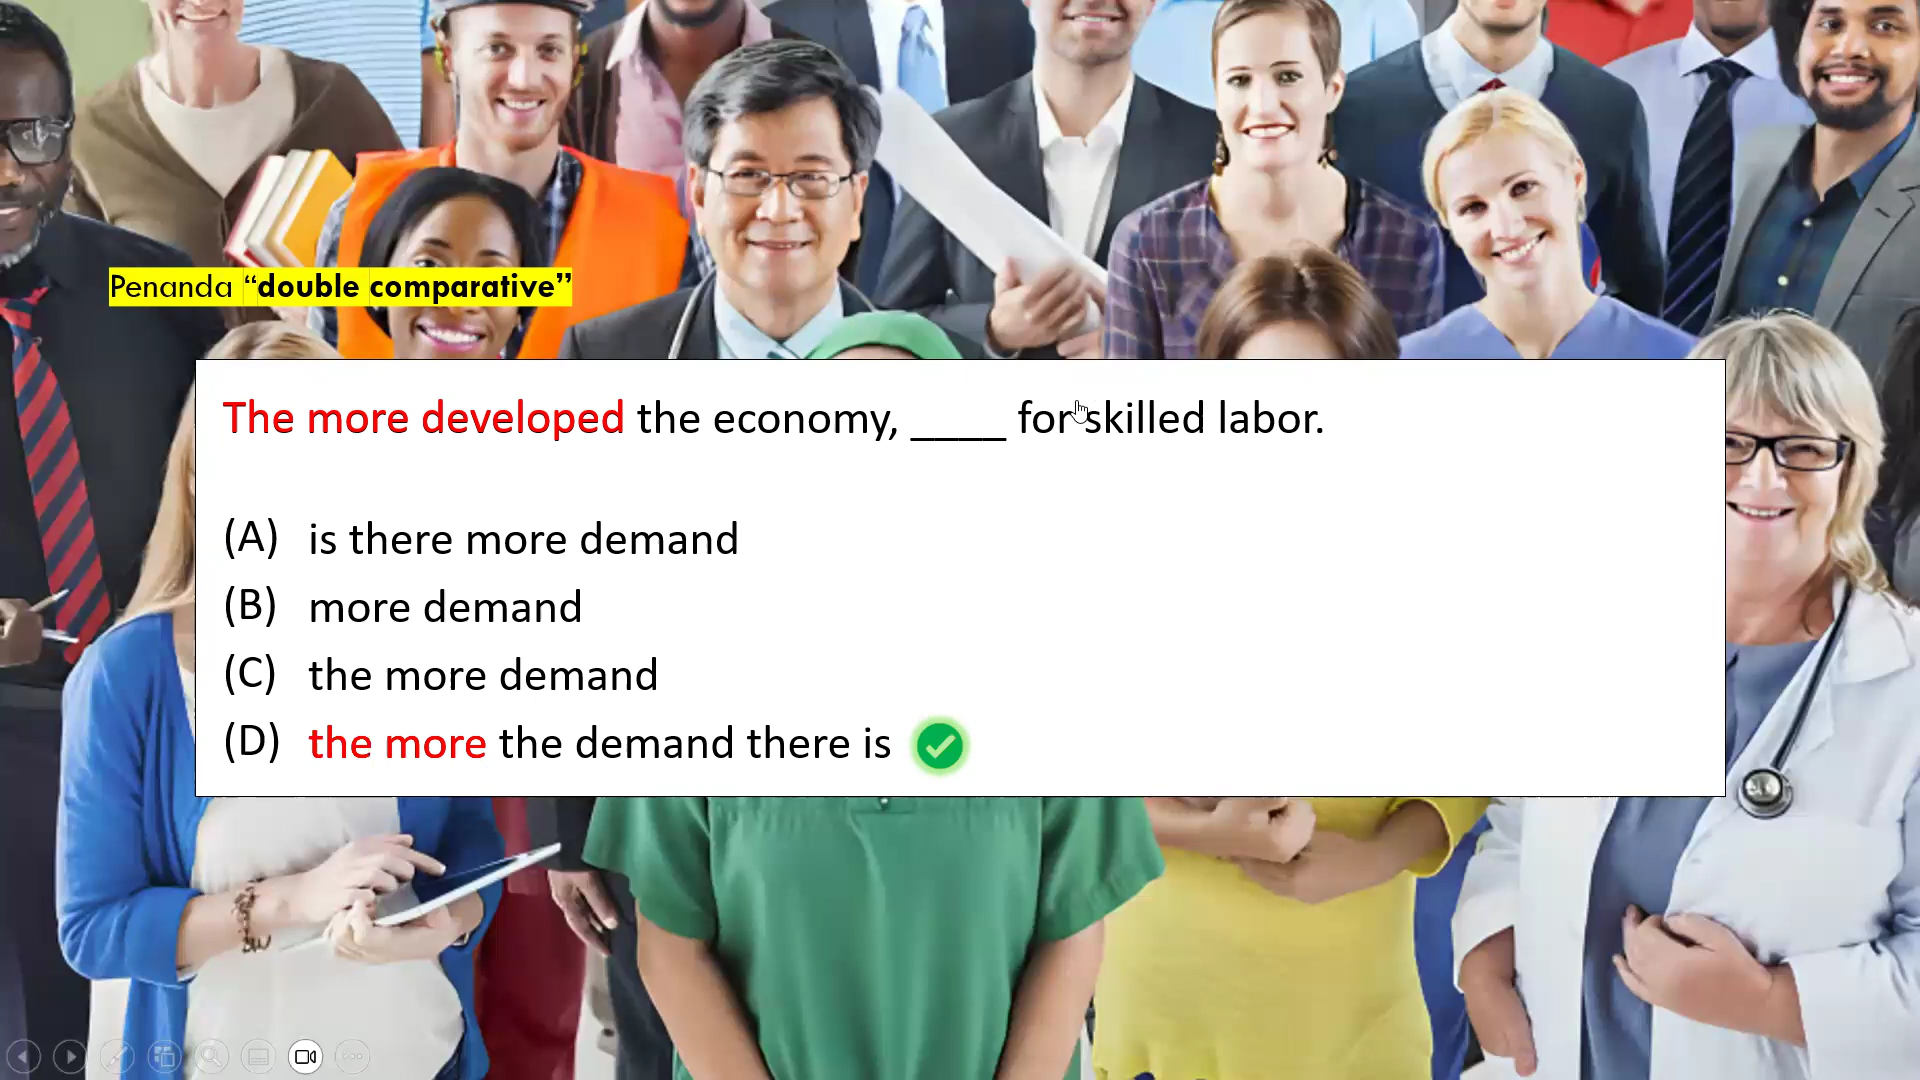 Penanda “double comparative”
The more developed the economy, ____ for skilled labor.
(A) is there more demand
(B) more demand
(C) the more demand
(D) the more the demand there is